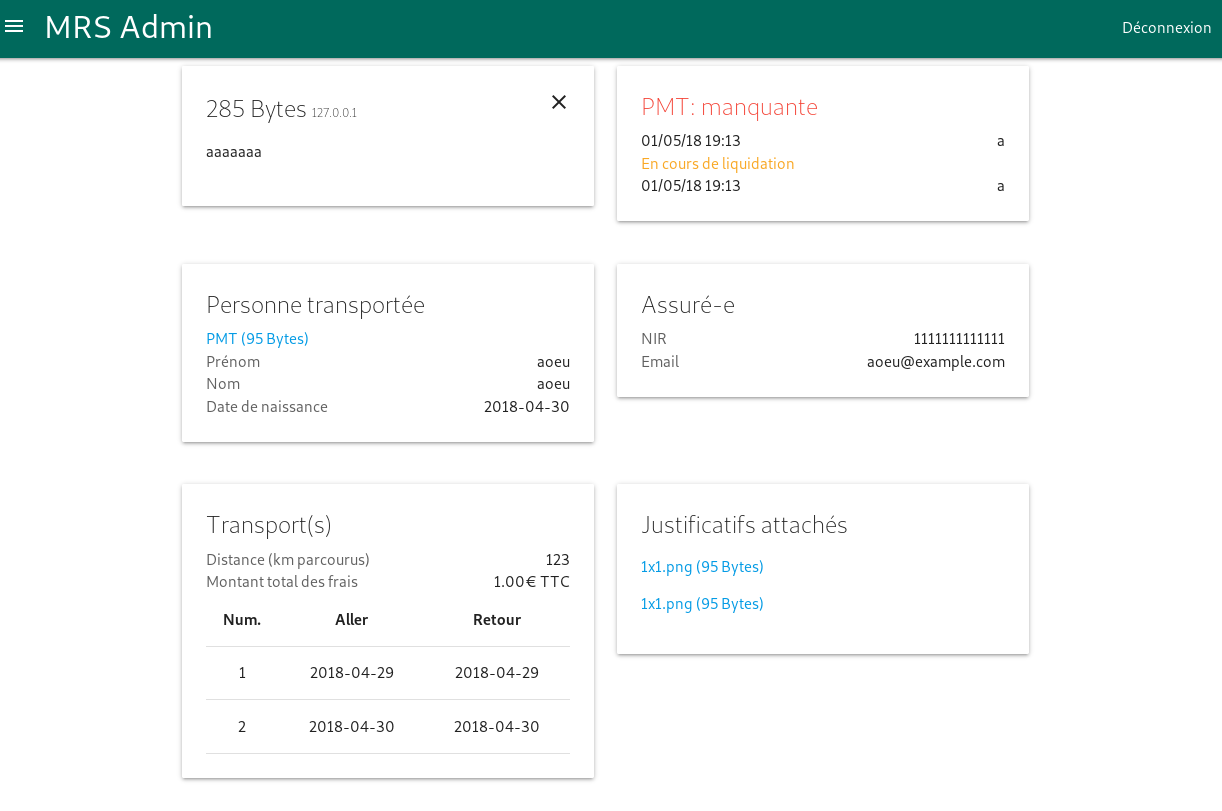 MRS Admin
Déconnexion
285 Bytes 127.0.0.1
aaaaaaa
PMT: manquante
01/05/18 19:13 a
En cours de liquidation
01/05/18 19:13 a
Personne transportée
PMT (95 Bytes)
Prénom aoeu
Nom aoeu
Date de naissance 2018-04-30
Assuré-e
NIR 1111111111111
Email aoeu@example.com
Transport(s)
Distance (km parcourus) 123
Montant total des frais 1.00€ TTC
Num. Aller Retour
1 2018-04-29 2018-04-29
2 2018-04-30 2018-04-30
Justificatifs attachés
1x1.png (95 Bytes)
1x1.png (95 Bytes)